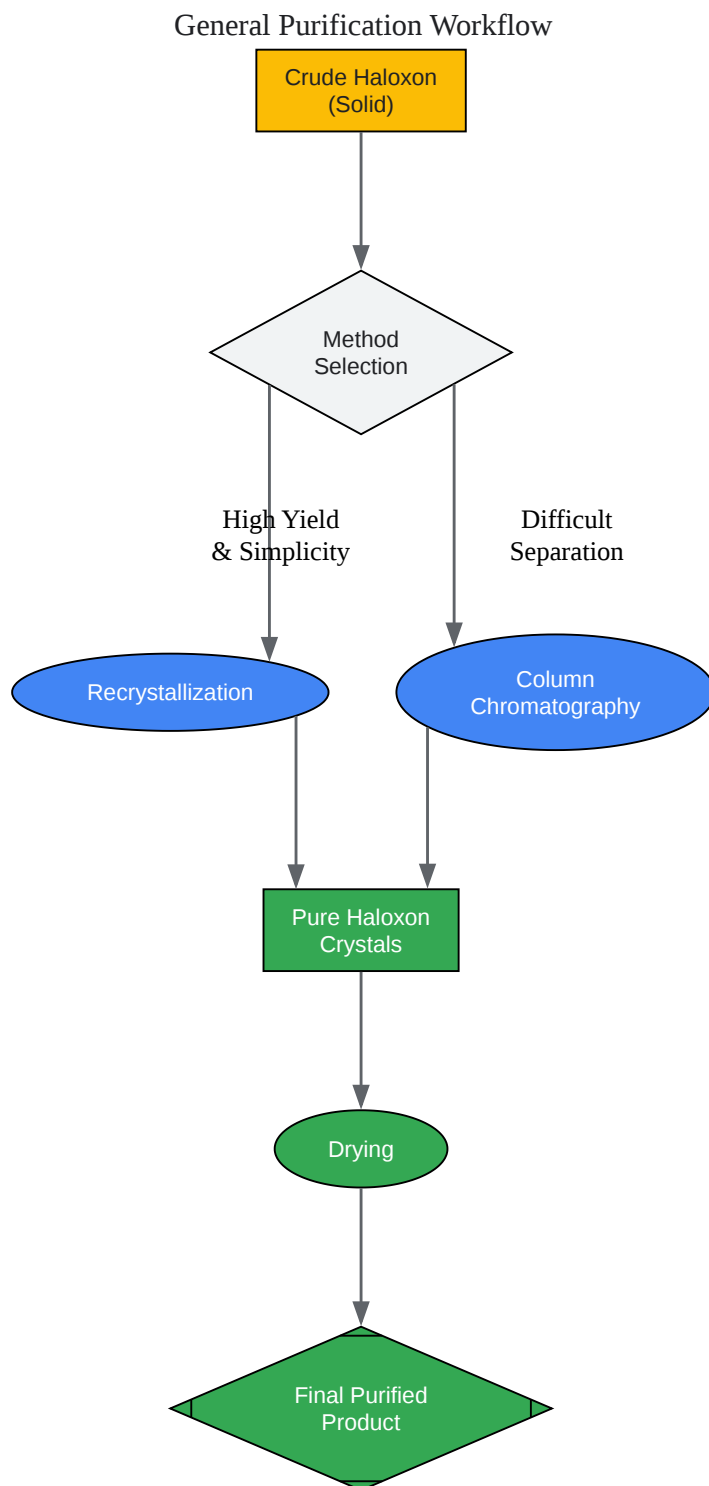 General Purification Workflow
Crude Haloxon
(Solid)
Method
Selection
High Yield
& Simplicity
Difficult
Separation
Recrystallization
Column
Chromatography
Pure Haloxon
Crystals
Drying
Final Purified
Product